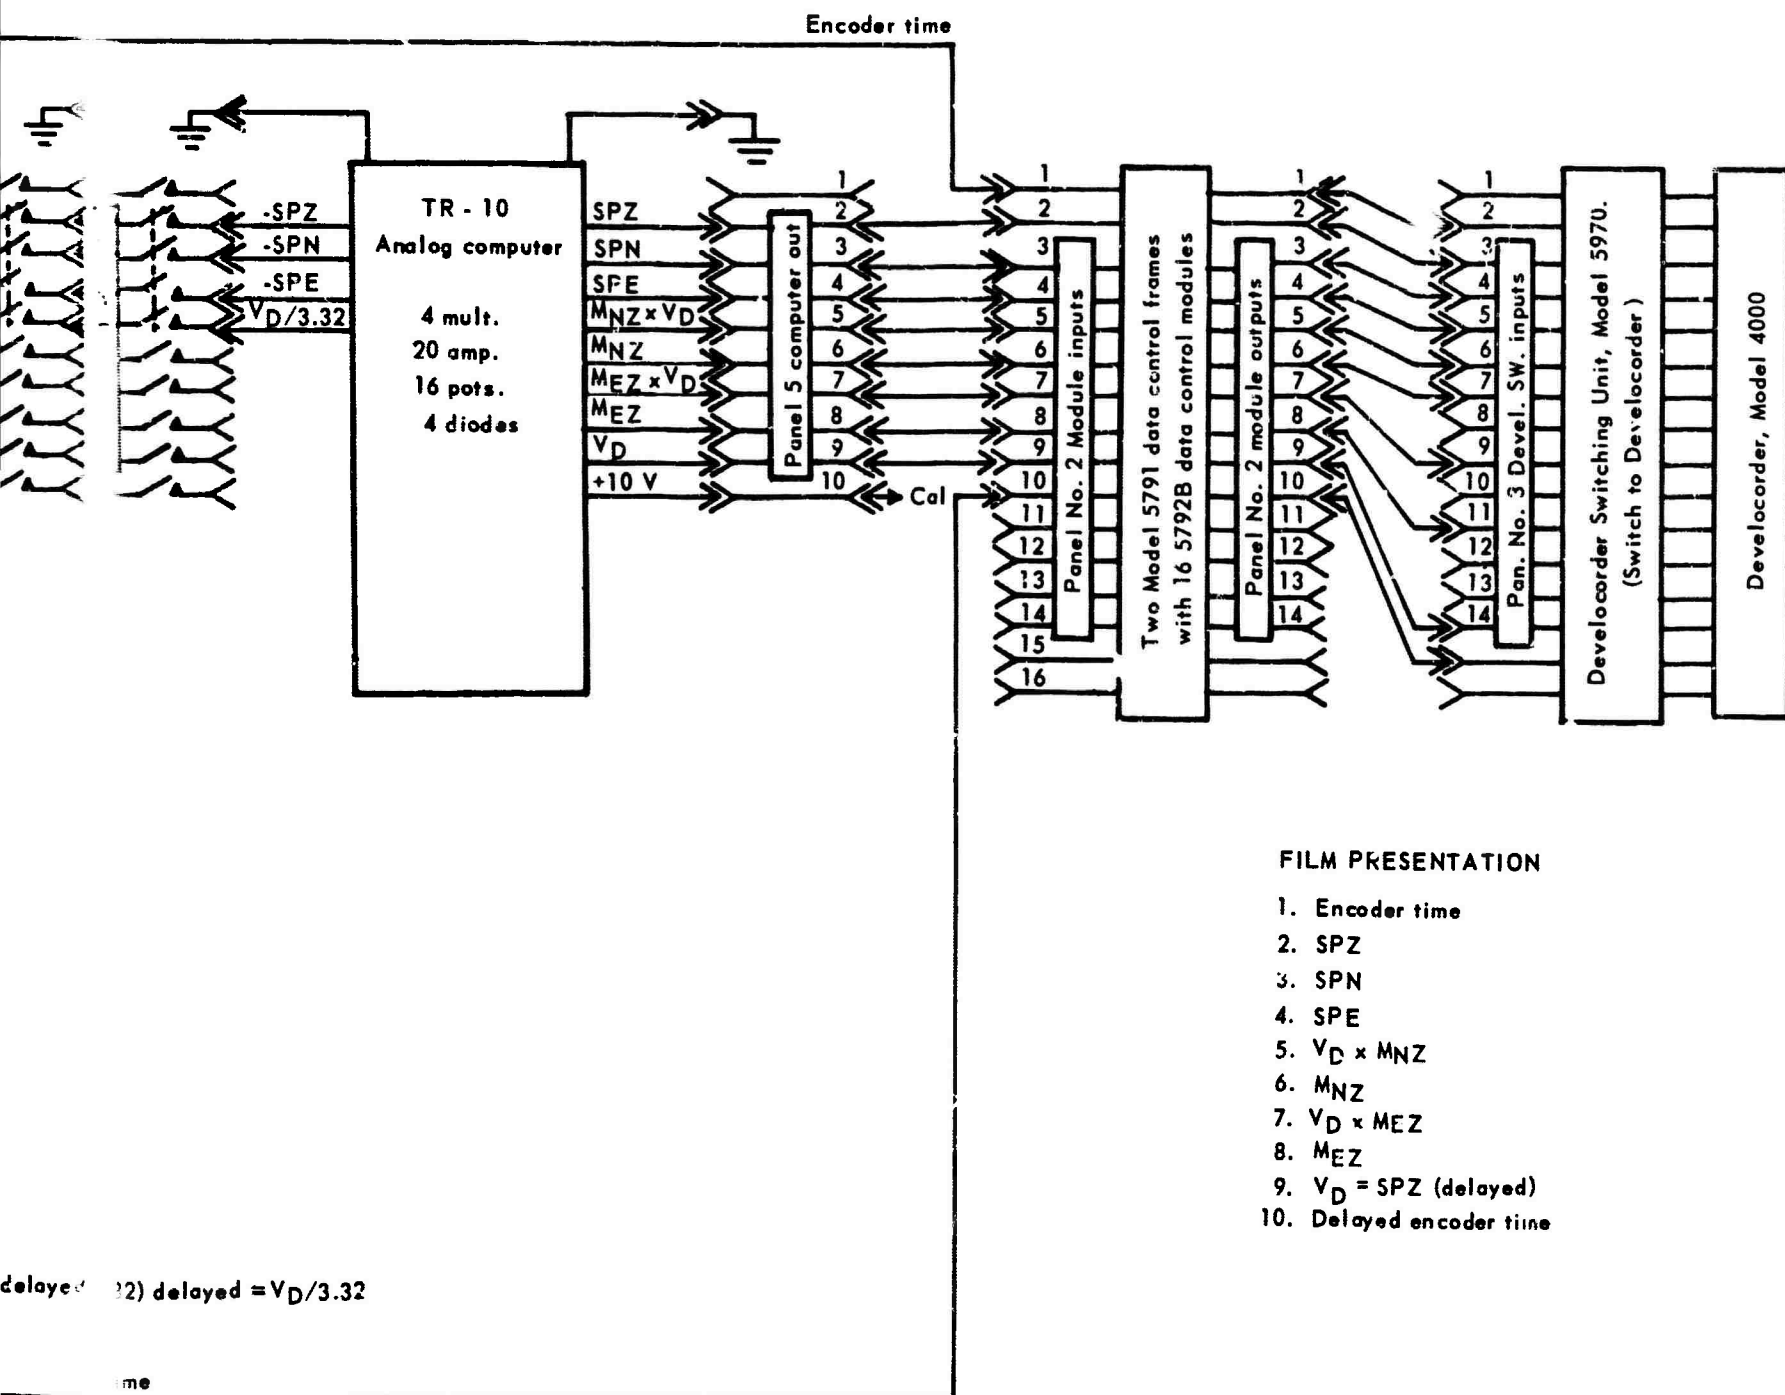 Encoder time
-SPZ
-SPN
-SPE
VD/3.32
TR - 10
Analog computer
4 mult.
20 amp.
16 pots.
4 diodes
SPZ
SPN
SPE
MNZ x VD
MNZ
MEZ x VD
MEZ
VD
+10 V
1
2
3
4
5
6
7
8
9
10
Panel 5 computer out
Cal
1
2
3
4
5
6
7
8
9
10
11
12
13
14
15
16
Panel No. 2 Module inputs
Two Model 5791 data control frames
with 16 5792B data control modules
Panel No. 2 module outputs
1
2
3
4
5
6
7
8
9
10
11
12
13
14
1
2
3
4
5
6
7
8
9
10
11
12
13
14
Pan. No. 3 Devel. SW. inputs
Develocorder Switching Unit, Model 5970.
(Switch to Develocorder)
Develocorder, Model 4000
FILM PRESENTATION
1. Encoder time
2. SPZ
3. SPN
4. SPE
5. VD x MNZ
6. MNZ
7. VD x MEZ
8. MEZ
9. VD = SPZ (delayed)
10. Delayed encoder time
delayed 2) delayed = VD/3.32
me